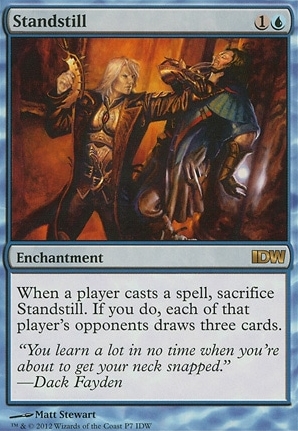 Standstill 1
Enchantment IDW
When a player casts a spell, sacrifice
Standstill. If you do, each of that
player's opponents draws three cards.
“You learn a lot in no time when you're
about to get your neck snapped.”
—Dack Fayden
Matt Stewart
™ & © 2012 Wizards of the Coast P7 IDW